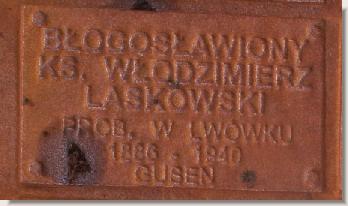 BŁOGOSŁAWIONY
KS. WŁODZIMIERZ
LASKOWSKI
PROB. W LWÓWKU
1886 - 1940
GUSEN